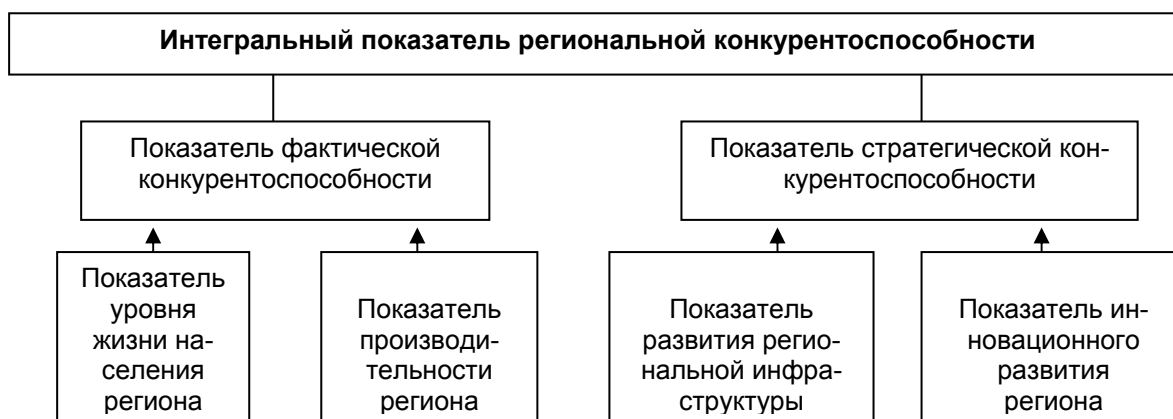 Интегральный показатель региональной конкурентоспособности
Показатель фактической
конкурентоспособности
Показатель стратегической кон-
курентоспособности
Показатель
уровня
жизни на-
селения
региона
Показатель
производи-
тельности
региона
Показатель
развития регио-
нальной инфра-
структуры
Показатель ин-
новационного
развития
региона